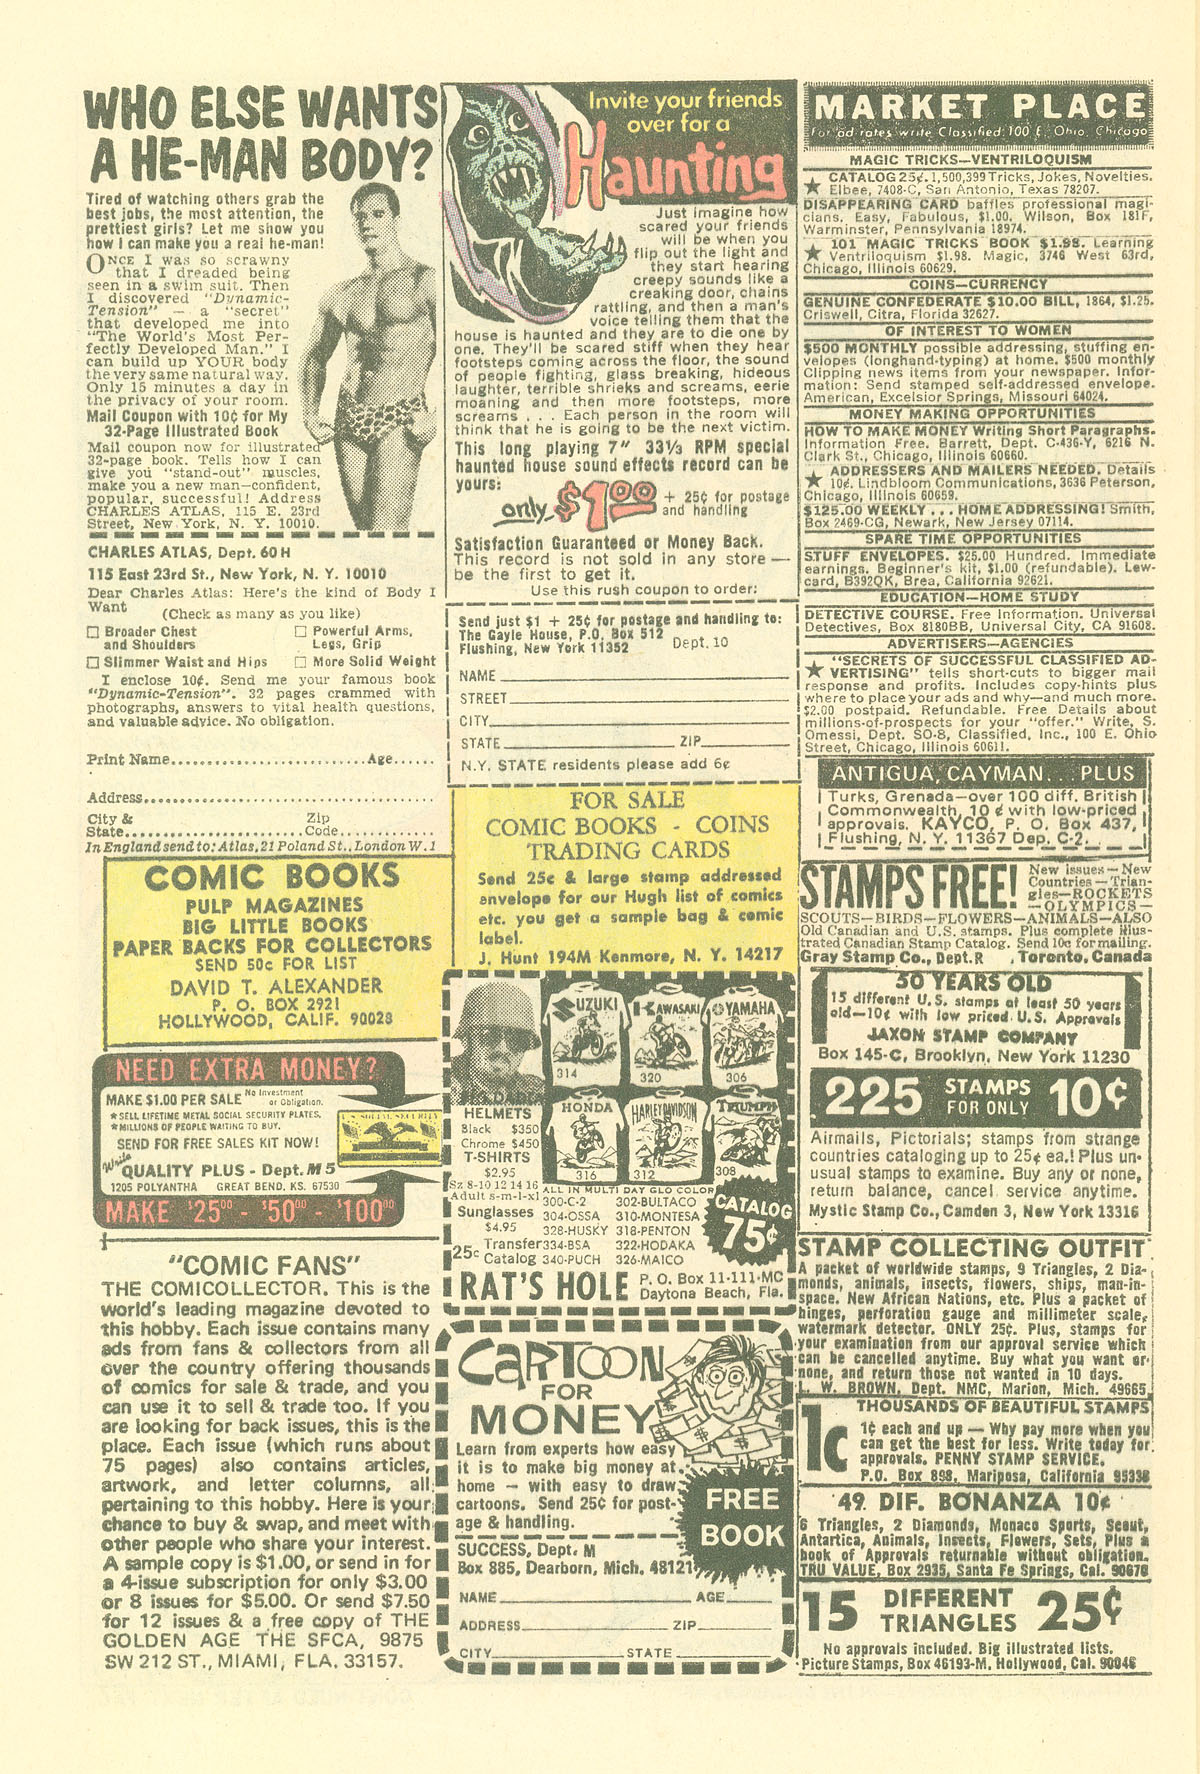 WHO ELSE WANTS
A HE-MAN BODY?
Tired of watching others grab the
best jobs, the most attention, the
prettiest girls? Let me show you
how I can make you a real he-man!
ONCE I was so scrawny
that I dreaded being
seen in a swim suit. Then
I discovered "Dynamic-
Tension" — a "secret"
that developed me into
"The World's Most Per-
fectly Developed Man." I
can build up YOUR body
the very same natural way.
Only 15 minutes a day in
the privacy of your room.
Mail Coupon with 10¢ for My
32-Page Illustrated Book
Mail coupon now for illustrated
32-page book. Tells how I can
give you "stand-out" muscles,
make you a new man—confident,
popular, successful! Address
CHARLES ATLAS, 115 E. 23rd
Street, New York, N. Y. 10010.
CHARLES ATLAS, Dept. 60H
115 East 23rd St., New York, N. Y. 10010
Dear Charles Atlas: Here's the kind of Body I
Want
(Check as many as you like)
☐ Broader Chest and Shoulders ☐ Powerful Arms, Legs, Grip
☐ Slimmer Waist and Hips ☐ More Solid Weight
I enclose 10¢. Send me your famous book
"Dynamic-Tension". 32 pages crammed with
photographs, answers to vital health questions,
and valuable advice. No obligation.
Print Name..............................Age......
Address..........................................
City & Zip
State.........................Code.............
In England send to: Atlas, 21 Poland St., London W.1
COMIC BOOKS
PULP MAGAZINES
BIG LITTLE BOOKS
PAPER BACKS FOR COLLECTORS
SEND 50c FOR LIST
DAVID T. ALEXANDER
P. O. BOX 2921
HOLLYWOOD, CALIF. 90028
NEED EXTRA MONEY?
MAKE $1.00 PER SALE No Investment or Obligation.
★SELL LIFETIME METAL SOCIAL SECURITY PLATES.
★MILLIONS OF PEOPLE WAITING TO BUY.
SEND FOR FREE SALES KIT NOW!
Write QUALITY PLUS - Dept. M5
1205 POLYANTHA GREAT BEND, KS. 67530
U.S. SOCIAL SECURITY
MAKE $25⁰⁰ - $50⁰⁰ - $100⁰⁰
"COMIC FANS"
THE COMICOLLECTOR. This is the
world's leading magazine devoted to
this hobby. Each issue contains many
ads from fans & collectors from all
over the country offering thousands
of comics for sale & trade, and you
can use it to sell & trade too. If you
are looking for back issues, this is the
place. Each issue (which runs about
75 pages) also contains articles,
artwork, and letter columns, all
pertaining to this hobby. Here is your
chance to buy & swap, and meet with
other people who share your interest.
A sample copy is $1.00, or send in for
a 4-issue subscription for only $3.00
or 8 issues for $5.00. Or send $7.50
for 12 issues & a free copy of THE
GOLDEN AGE THE SFCA, 9875
SW 212 ST., MIAMI, FLA. 33157.
Invite your friends
over for a
Haunting
Just imagine how
scared your friends
will be when you
flip out the light and
they start hearing
creepy sounds like a
creaking door, chains
rattling, and then a man's
voice telling them that the
house is haunted and they are to die one by
one. They'll be scared stiff when they hear
footsteps coming across the floor, the sound
of people fighting, glass breaking, hideous
laughter, terrible shrieks and screams, eerie
moaning and then more footsteps, more
screams . . . Each person in the room will
think that he is going to be the next victim.
This long playing 7" 33⅓ RPM special
haunted house sound effects record can be
yours:
only $1⁰⁰ + 25¢ for postage and handling
Satisfaction Guaranteed or Money Back.
This record is not sold in any store —
be the first to get it.
Use this rush coupon to order:
Send just $1 + 25¢ for postage and handling to:
The Gayle House, P.O. Box 512
Flushing, New York 11352 Dept. 10
NAME
STREET
CITY
STATE ZIP
N.Y. STATE residents please add 6¢
FOR SALE
COMIC BOOKS - COINS
TRADING CARDS
Send 25c & large stamp addressed
envelope for our Hugh list of comics
etc. you get a sample bag & comic
label.
J. Hunt 194M Kenmore, N. Y. 14217
SUZUKI KAWASAKI YAMAHA
314 320 306
HONDA HARLEY DAVIDSON TRIUMPH
316 312 308
HELMETS
Black $350
Chrome $450
T-SHIRTS
$2.95
Sz 8-10 12 14 16
Adult s-m-l-xl
Sunglasses
$4.95
25c Transfer
Catalog
ALL IN MULTI DAY GLO COLOR
300-C-2 302-BULTACO
304-OSSA 310-MONTESA
328-HUSKY 318-PENTON
334-BSA 322-HODAKA
340-PUCH 326-MAICO
CATALOG
75¢
RAT'S HOLE P. O. Box 11-111-MC
Daytona Beach, Fla.
CARTOON
FOR
MONEY
Learn from experts how easy
it is to make big money at
home — with easy to draw
cartoons. Send 25¢ for post-
age & handling.
FREE
BOOK
SUCCESS, Dept. M
Box 885, Dearborn, Mich. 48121
NAME AGE
ADDRESS ZIP
CITY STATE
MARKET PLACE
For ad rates write Classified, 100 E. Ohio, Chicago
MAGIC TRICKS—VENTRILOQUISM
★ CATALOG 25¢. 1,500,399 Tricks, Jokes, Novelties.
Elbee, 7408-C, San Antonio, Texas 78207.
DISAPPEARING CARD baffles professional magi-
cians. Easy, Fabulous, $1.00. Wilson, Box 181F,
Warminster, Pennsylvania 18974.
★ 101 MAGIC TRICKS BOOK $1.98. Learning
Ventriloquism $1.98. Magic, 3746 West 63rd,
Chicago, Illinois 60629.
COINS—CURRENCY
GENUINE CONFEDERATE $10.00 BILL, 1864, $1.25.
Criswell, Citra, Florida 32627.
OF INTEREST TO WOMEN
$500 MONTHLY possible addressing, stuffing en-
velopes (longhand-typing) at home. $500 monthly
Clipping news items from your newspaper. Infor-
mation: Send stamped self-addressed envelope.
American, Excelsior Springs, Missouri 64024.
MONEY MAKING OPPORTUNITIES
HOW TO MAKE MONEY Writing Short Paragraphs.
Information Free. Barrett, Dept. C-436-Y, 6216 N.
Clark St., Chicago, Illinois 60660.
★ ADDRESSERS AND MAILERS NEEDED. Details
10¢. Lindbloom Communications, 3636 Peterson,
Chicago, Illinois 60659.
$125.00 WEEKLY . . . HOME ADDRESSING! Smith,
Box 2469-CG, Newark, New Jersey 07114.
SPARE TIME OPPORTUNITIES
STUFF ENVELOPES. $25.00 Hundred. Immediate
earnings. Beginner's kit, $1.00 (refundable). Lew-
card, B392QK, Brea, California 92621.
EDUCATION—HOME STUDY
DETECTIVE COURSE. Free Information. Universal
Detectives, Box 8180BB, Universal City, CA 91608.
ADVERTISERS—AGENCIES
★ "SECRETS OF SUCCESSFUL CLASSIFIED AD-
VERTISING" tells short-cuts to bigger mail
response and profits. Includes copy-hints plus
where to place your ads and why—and much more.
$2.00 postpaid. Refundable. Free Details about
millions-of-prospects for your "offer." Write, S.
Omessi, Dept. SO-8, Classified, Inc., 100 E. Ohio
Street, Chicago, Illinois 60611.
ANTIGUA, CAYMAN...PLUS
Turks, Grenada—over 100 diff. British
Commonwealth, 10 ¢ with low-priced
approvals. KAYCO, P. O. Box 437,
Flushing, N. Y. 11367 Dep. C-2.
STAMPS FREE! New Issues—New
Countries—Trian-
gles—ROCKETS
—OLYMPICS—
SCOUTS—BIRDS—FLOWERS—ANIMALS—ALSO
Old Canadian and U.S. stamps. Plus complete Illus-
trated Canadian Stamp Catalog. Send 10c for mailing.
Gray Stamp Co., Dept. R , Toronto, Canada
50 YEARS OLD
15 different U.S. stamps at least 50 years
old—10¢ with low priced U.S. Approvals
JAXON STAMP COMPANY
Box 145-C, Brooklyn, New York 11230
225 STAMPS FOR ONLY 10¢
Airmails, Pictorials; stamps from strange
countries cataloging up to 25¢ ea.! Plus un-
usual stamps to examine. Buy any or none,
return balance, cancel service anytime.
Mystic Stamp Co., Camden 3, New York 13316
STAMP COLLECTING OUTFIT
A packet of worldwide stamps, 9 Triangles, 2 Dia-
monds, animals, insects, flowers, ships, man-in-
space. New African Nations, etc. Plus a packet of
hinges, perforation gauge and millimeter scale,
watermark detector. ONLY 25¢. Plus, stamps for
your examination from our approval service which
can be cancelled anytime. Buy what you want or
none, and return those not wanted in 10 days.
L. W. BROWN, Dept. NMC, Marion, Mich. 49665
THOUSANDS OF BEAUTIFUL STAMPS
1c 1¢ each and up — Why pay more when you
can get the best for less. Write today for
approvals. PENNY STAMP SERVICE.
P.O. Box 898, Mariposa, California 95338
49 DIF. BONANZA 10¢
6 Triangles, 2 Diamonds, Monaco Sports, Scout,
Antartica, Animals, Insects, Flowers, Sets, Plus a
book of Approvals returnable without obligation.
TRU VALUE, Box 2935, Santa Fe Springs, Cal. 90670
15 DIFFERENT TRIANGLES 25¢
No approvals included. Big illustrated lists.
Picture Stamps, Box 46193-M, Hollywood, Cal. 90046